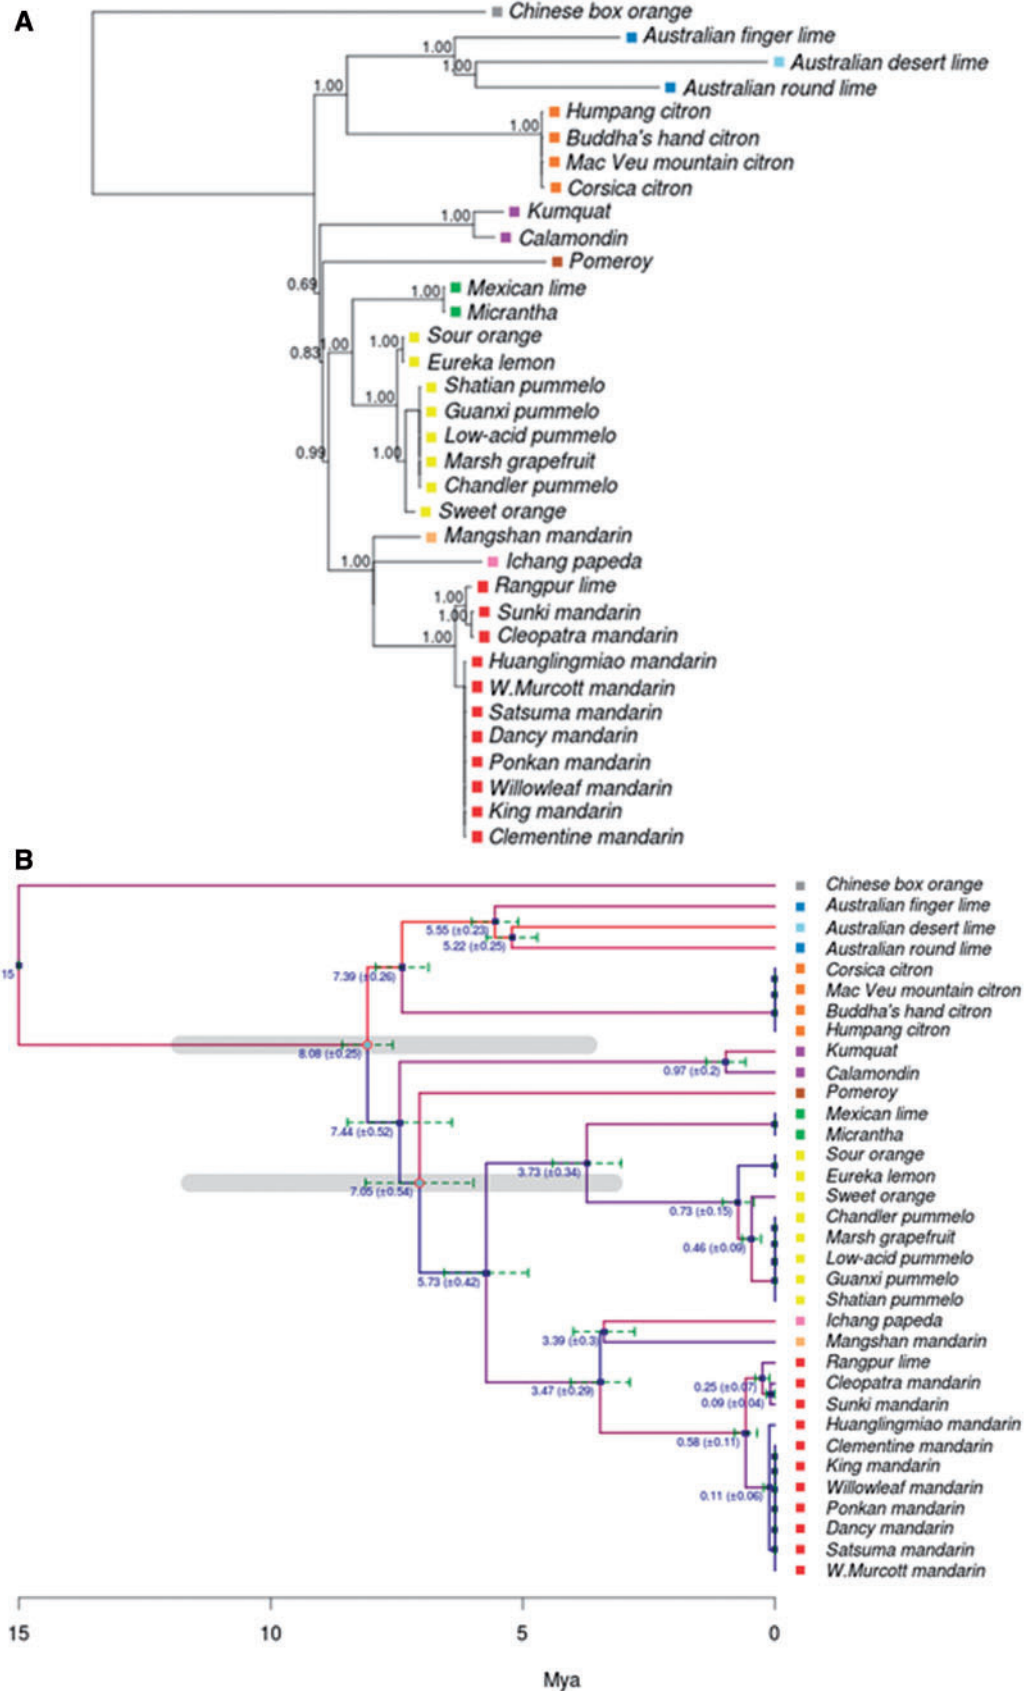 A
Chinese box orange
Australian finger lime
1.00
Australian desert lime
1.00
Australian round lime
1.00
Humpang citron
1.00
Buddha's hand citron
Mac Veu mountain citron
Corsica citron
Kumquat
1.00
Calamondin
Pomeroy
0.69
Mexican lime
1.00
Micrantha
Sour orange
1.00
1.00
0.83
Eureka lemon
Shatian pummelo
1.00
Guanxi pummelo
Low-acid pummelo
1.00
0.99
Marsh grapefruit
Chandler pummelo
Sweet orange
Mangshan mandarin
1.00
Ichang papeda
Rangpur lime
1.00
Sunki mandarin
1.00
Cleopatra mandarin
1.00
Huanglingmiao mandarin
W.Murcott mandarin
Satsuma mandarin
Dancy mandarin
Ponkan mandarin
Willowleaf mandarin
King mandarin
Clementine mandarin
B
Chinese box orange
Australian finger lime
5.55 (±0.23)
Australian desert lime
5.22 (±0.25)
Australian round lime
15
7.39 (±0.26)
Corsica citron
Mac Veu mountain citron
Buddha's hand citron
Humpang citron
8.08 (±0.25)
Kumquat
0.97 (±0.2)
Calamondin
Pomeroy
Mexican lime
7.44 (±0.52)
Micrantha
Sour orange
3.73 (±0.34)
Eureka lemon
7.05 (±0.54)
Sweet orange
0.73 (±0.15)
Chandler pummelo
Marsh grapefruit
0.46 (±0.09)
Low-acid pummelo
5.73 (±0.42)
Guanxi pummelo
Shatian pummelo
Ichang papeda
3.39 (±0.3)
Mangshan mandarin
Rangpur lime
0.25 (±0.07)
Cleopatra mandarin
3.47 (±0.29)
0.09 (±0.04)
Sunki mandarin
Huanglingmiao mandarin
0.58 (±0.11)
Clementine mandarin
King mandarin
Willowleaf mandarin
0.11 (±0.06)
Ponkan mandarin
Dancy mandarin
Satsuma mandarin
W.Murcott mandarin
15 10 5 0
Mya